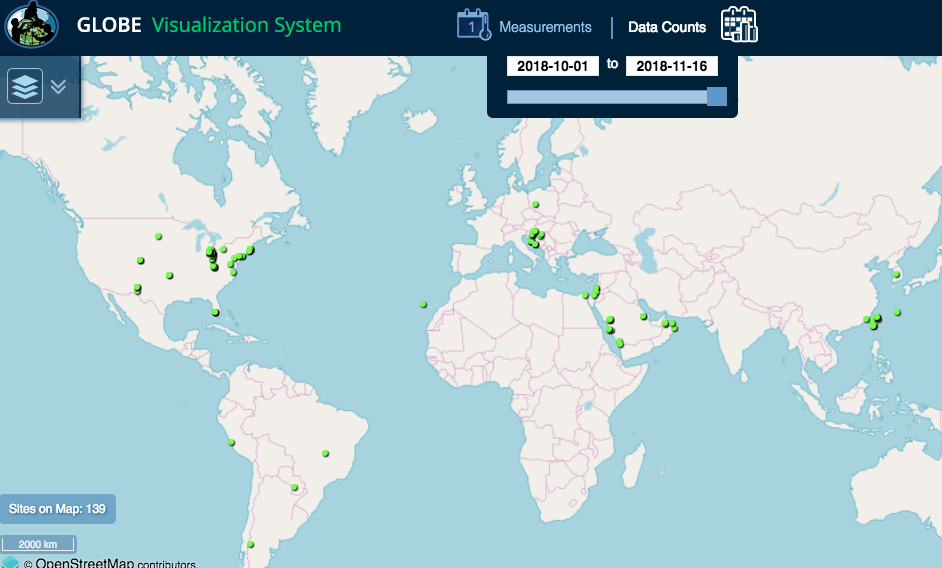 GLOBE Visualization System
1 Measurements | Data Counts
2018-10-01 to 2018-11-16
Sites on Map: 139
2000 km
© OpenStreetMap contributors.